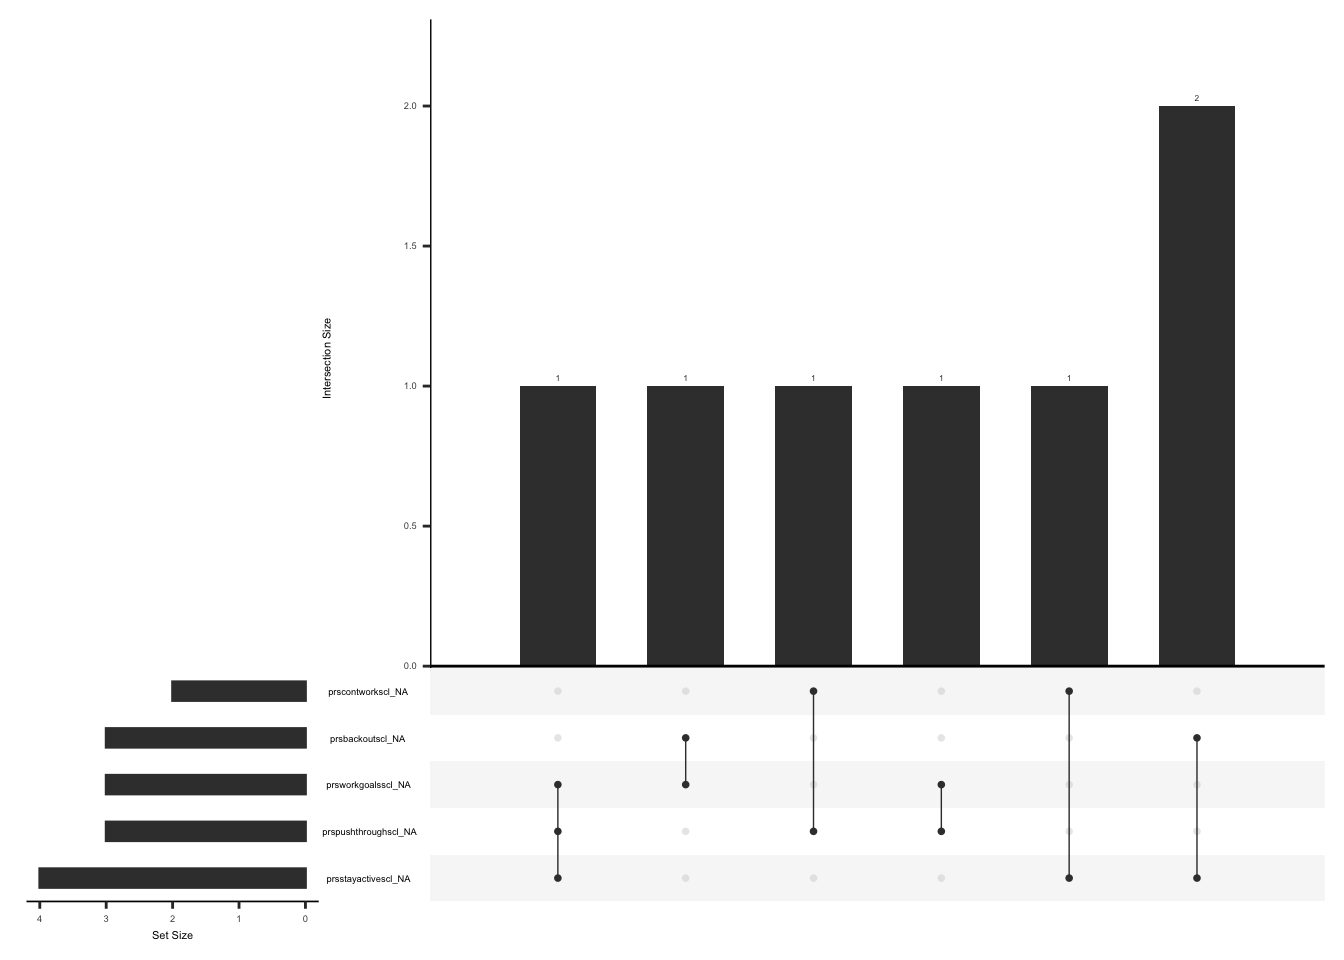 2
2.0
1.5
Intersection Size
1.0
1 1 1 1 1
0.5
0.0
prscontworkscl_NA
prsbackoutscl_NA
prsworkgoalsscl_NA
prspushthroughscl_NA
prsstayactivescl_NA
4 3 2 1 0
Set Size